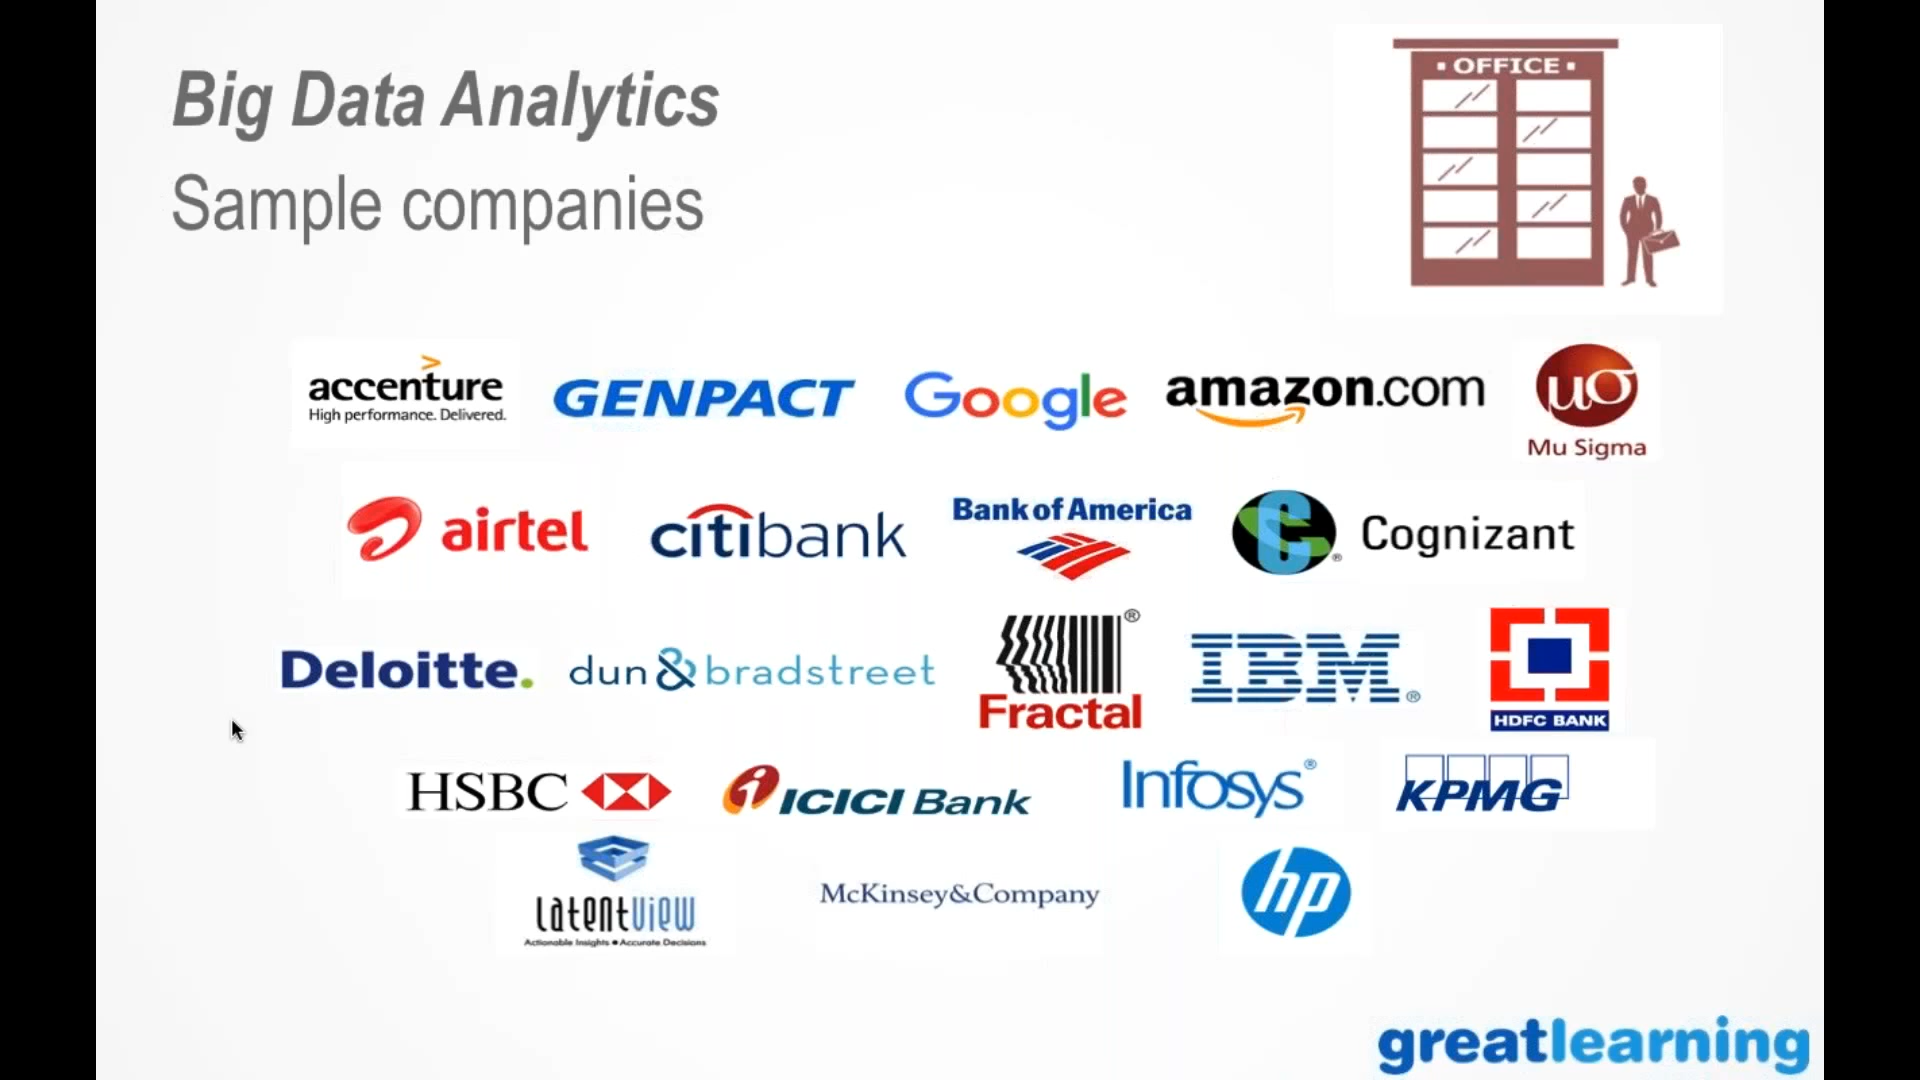 Big Data Analytics
Sample companies
▪ OFFICE ▪
accenture
High performance. Delivered.
GENPACT
Google
amazon.com
μσ
Mu Sigma
airtel
citibank
Bank of America
C® Cognizant
Deloitte.
dun & bradstreet
®
Fractal
IBM®
HDFC BANK
HSBC
i ICICI Bank
Infosys®
KPMG
LatentView
Actionable Insights ● Accurate Decisions
McKinsey&Company
hp
greatlearning